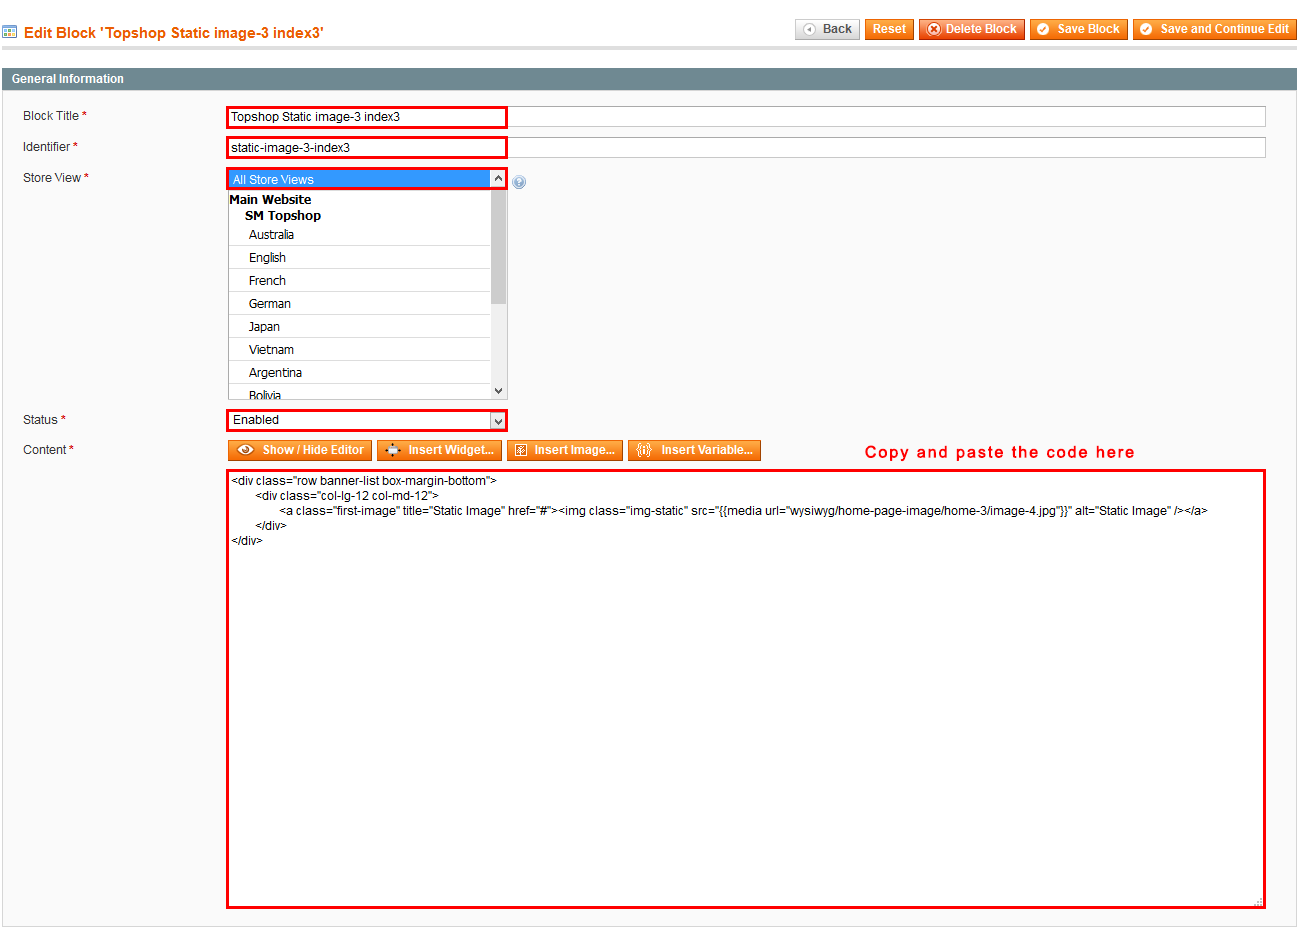 Edit Block 'Topshop Static image-3 index3'
Back Reset Delete Block Save Block Save and Continue Edit
General Information
Block Title *
Topshop Static image-3 index3
Identifier *
static-image-3-index3
Store View *
All Store Views
Main Website
SM Topshop
Australia
English
French
German
Japan
Vietnam
Argentina
Bolivia
Status *
Enabled
Content *
Show / Hide Editor Insert Widget... Insert Image... Insert Variable...
Copy and paste the code here
<div class="row banner-list box-margin-bottom">
<div class="col-lg-12 col-md-12">
<a class="first-image" title="Static Image" href="#"><img class="img-static" src="{{media url="wysiwyg/home-page-image/home-3/image-4.jpg"}}" alt="Static Image" /></a>
</div>
</div>